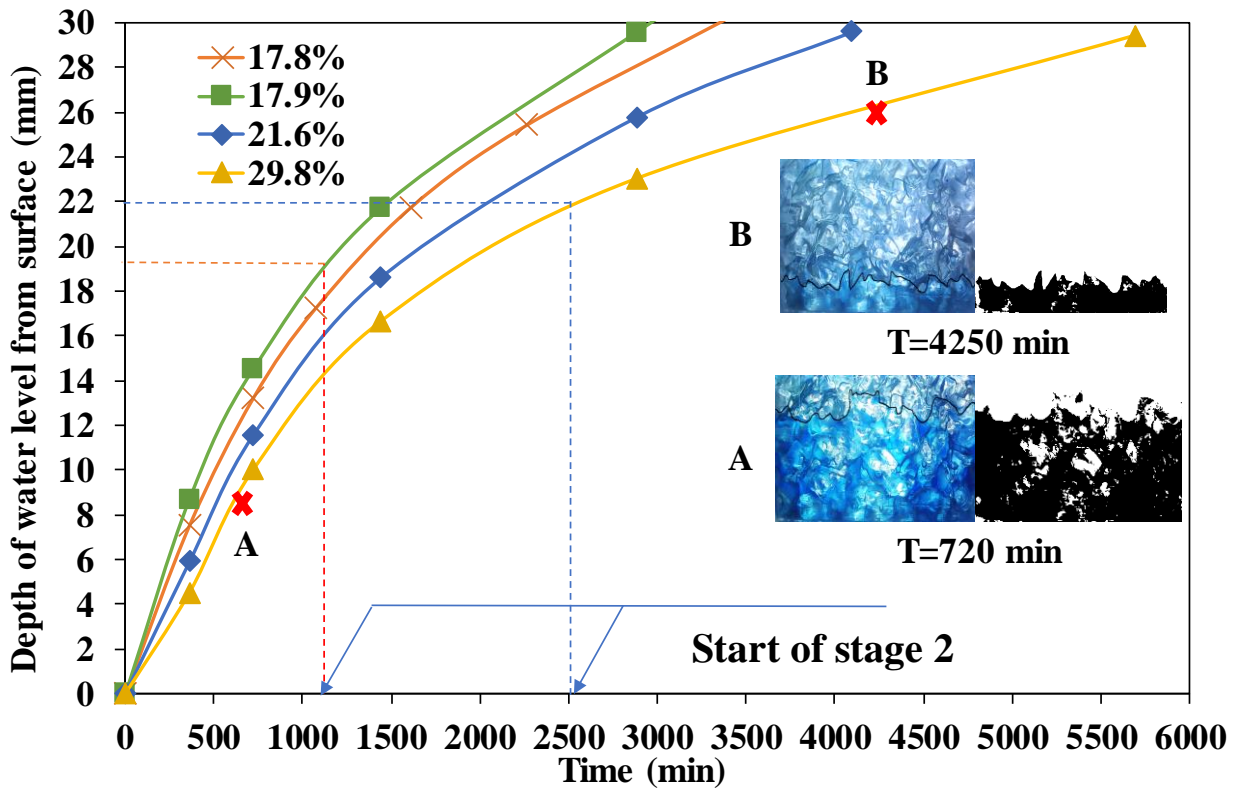 Depth of water level from surface (mm)
30
28
26
24
22
20
18
16
14
12
10
8
6
4
2
0
17.8%
17.9%
21.6%
29.8%
B
B
T=4250 min
A
T=720 min
A
Start of stage 2
0 500 1000 1500 2000 2500 3000 3500 4000 4500 5000 5500 6000
Time (min)